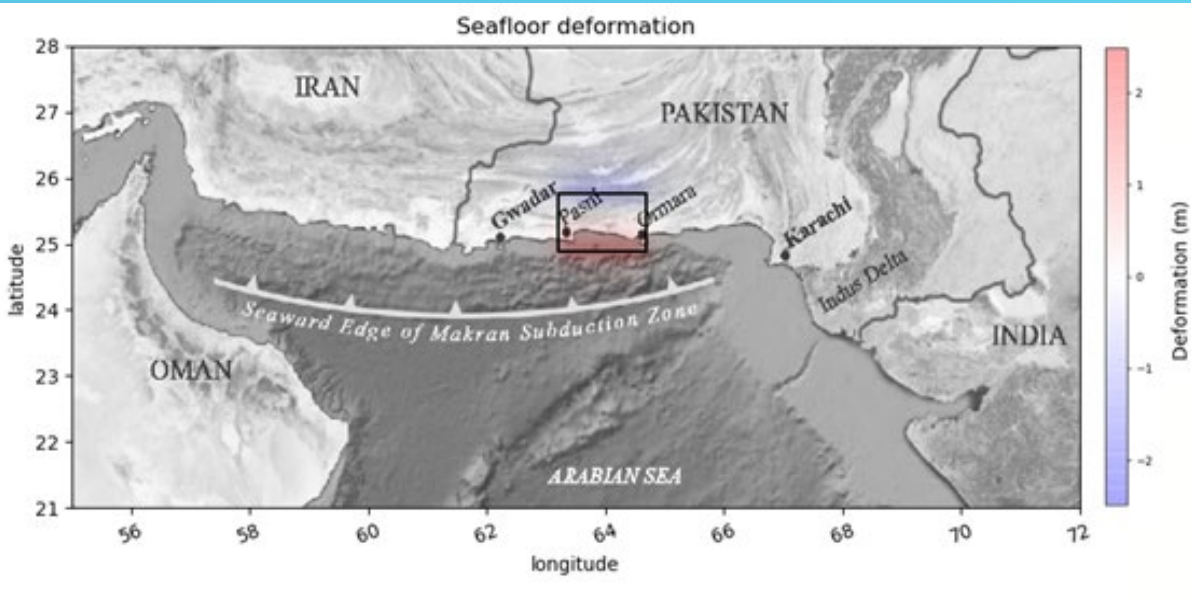 Seafloor deformation
28
27
26
25
24
23
22
21
latitude
IRAN
PAKISTAN
Gwadar
Pasni
Ormara
Karachi
Indus Delta
Seaward Edge of Makran Subduction Zone
OMAN
INDIA
ARABIAN SEA
56
58
60
62
64
66
68
70
72
longitude
2
1
0
−1
−2
Deformation (m)